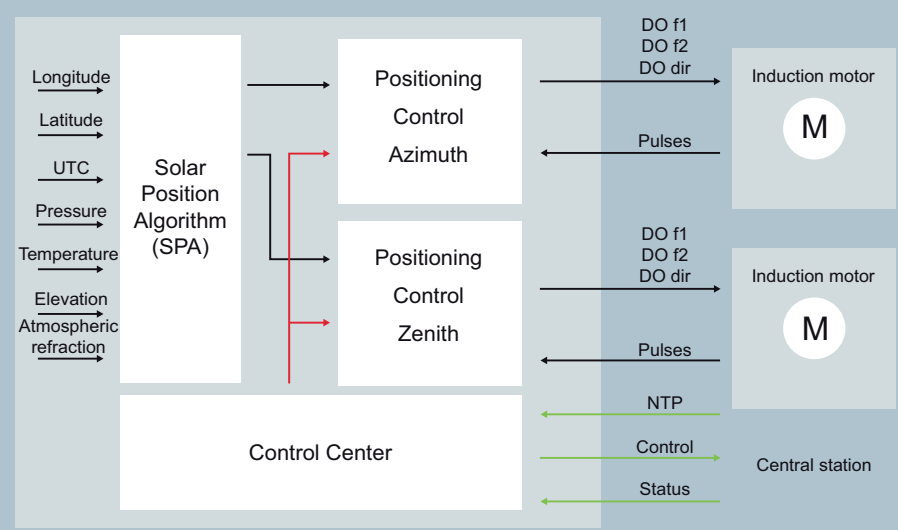 Longitude
Latitude
UTC
Pressure
Temperature
Elevation
Atmospheric
refraction
Solar
Position
Algorithm
(SPA)
Positioning
Control
Azimuth
Positioning
Control
Zenith
Control Center
DO f1
DO f2
DO dir
Pulses
DO f1
DO f2
DO dir
Pulses
NTP
Control
Status
Induction motor
M
Induction motor
M
Central station